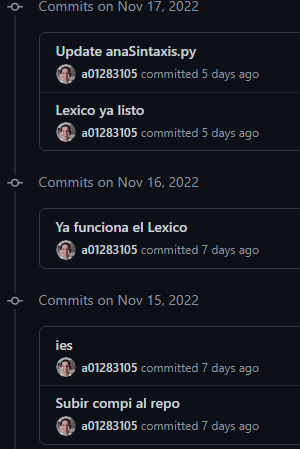 Commits on Nov 17, 2022
Update anaSintaxis.py
a01283105 committed 5 days ago
Lexico ya listo
a01283105 committed 5 days ago
Commits on Nov 16, 2022
Ya funciona el Lexico
a01283105 committed 7 days ago
Commits on Nov 15, 2022
ies
a01283105 committed 7 days ago
Subir compi al repo
a01283105 committed 7 days ago